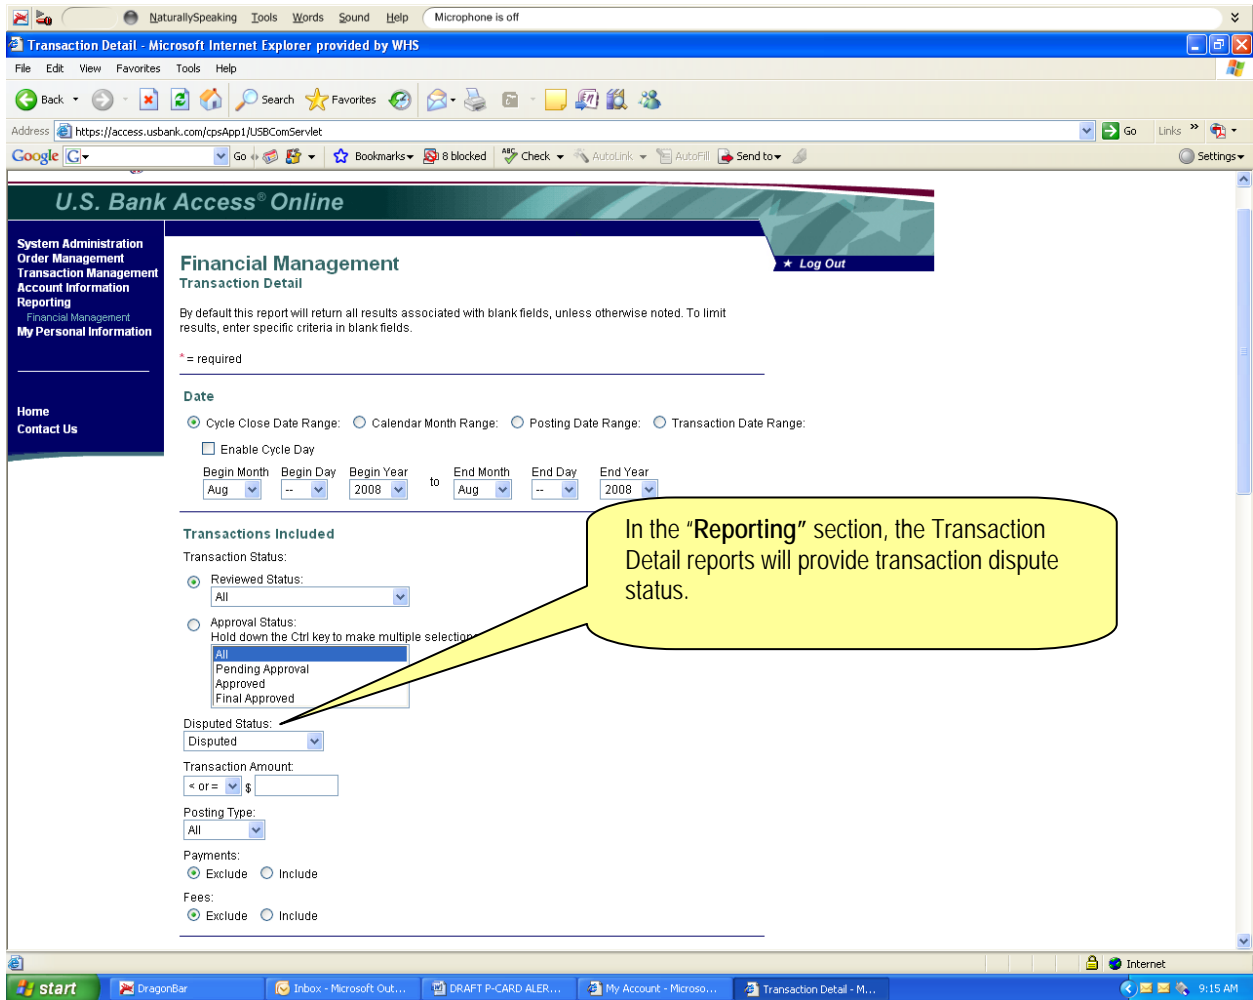 NaturallySpeaking Tools Words Sound Help Microphone is off
Transaction Detail - Microsoft Internet Explorer provided by WHS
File Edit View Favorites Tools Help
Back Search Favorites
Address https://access.usbank.com/cpsApp1/USBComServlet Go Links »
Google G Go Bookmarks 8 blocked ABC Check AutoLink AutoFill Send to Settings
U.S. Bank Access® Online
Log Out
System Administration
Order Management
Transaction Management
Account Information
Reporting
Financial Management
My Personal Information
Home
Contact Us
Financial Management
Transaction Detail
By default this report will return all results associated with blank fields, unless otherwise noted. To limit
results, enter specific criteria in blank fields.
* = required
Date
Cycle Close Date Range: Calendar Month Range: Posting Date Range: Transaction Date Range:
Enable Cycle Day
Begin Month Begin Day Begin Year to End Month End Day End Year
Aug -- 2008 Aug -- 2008
Transactions Included
Transaction Status:
Reviewed Status:
All
Approval Status:
Hold down the Ctrl key to make multiple selection
All
Pending Approval
Approved
Final Approved
Disputed Status:
Disputed
Transaction Amount:
< or = $
Posting Type:
All
Payments:
Exclude Include
Fees:
Exclude Include
In the “Reporting” section, the Transaction
Detail reports will provide transaction dispute
status.
Internet
start DragonBar Inbox - Microsoft Out... DRAFT P-CARD ALER... My Account - Microso... Transaction Detail - M... 9:15 AM